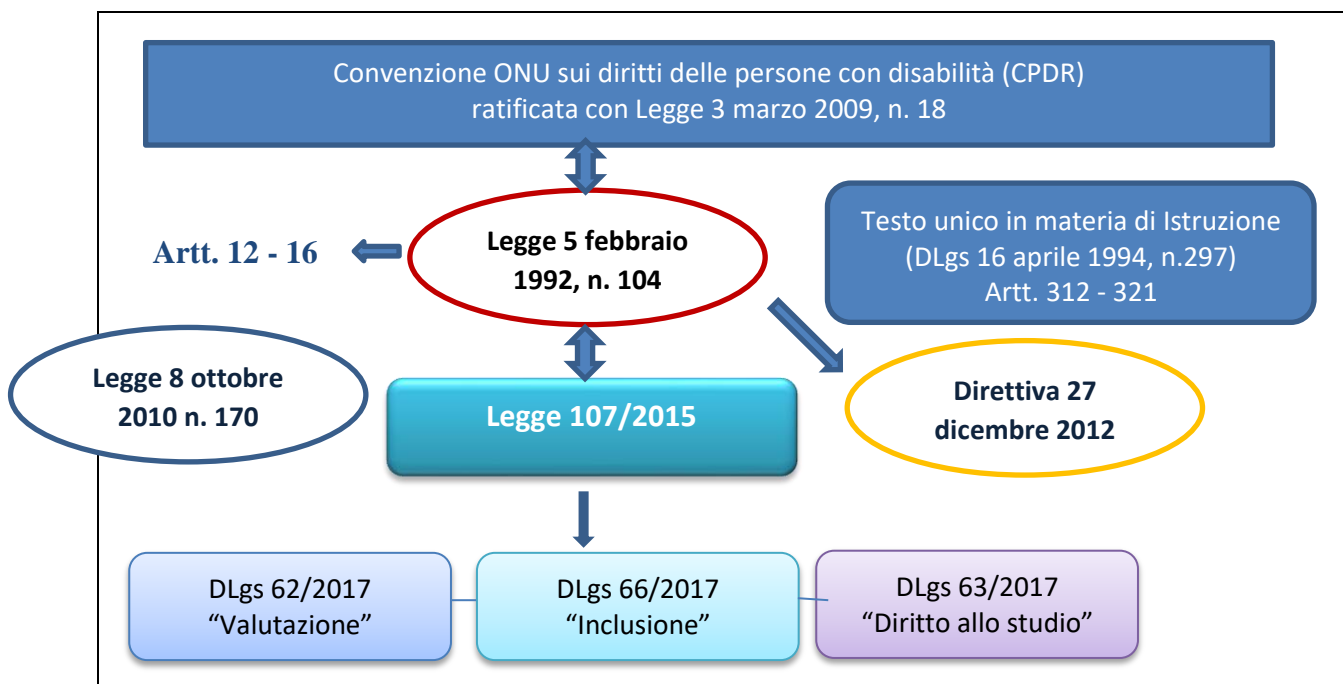 Convenzione ONU sui diritti delle persone con disabilità (CPDR)
ratificata con Legge 3 marzo 2009, n. 18
Artt. 12 - 16
Legge 5 febbraio
1992, n. 104
Testo unico in materia di Istruzione
(DLgs 16 aprile 1994, n.297)
Artt. 312 - 321
Legge 8 ottobre
2010 n. 170
Legge 107/2015
Direttiva 27
dicembre 2012
DLgs 62/2017
“Valutazione”
DLgs 66/2017
“Inclusione”
DLgs 63/2017
“Diritto allo studio”